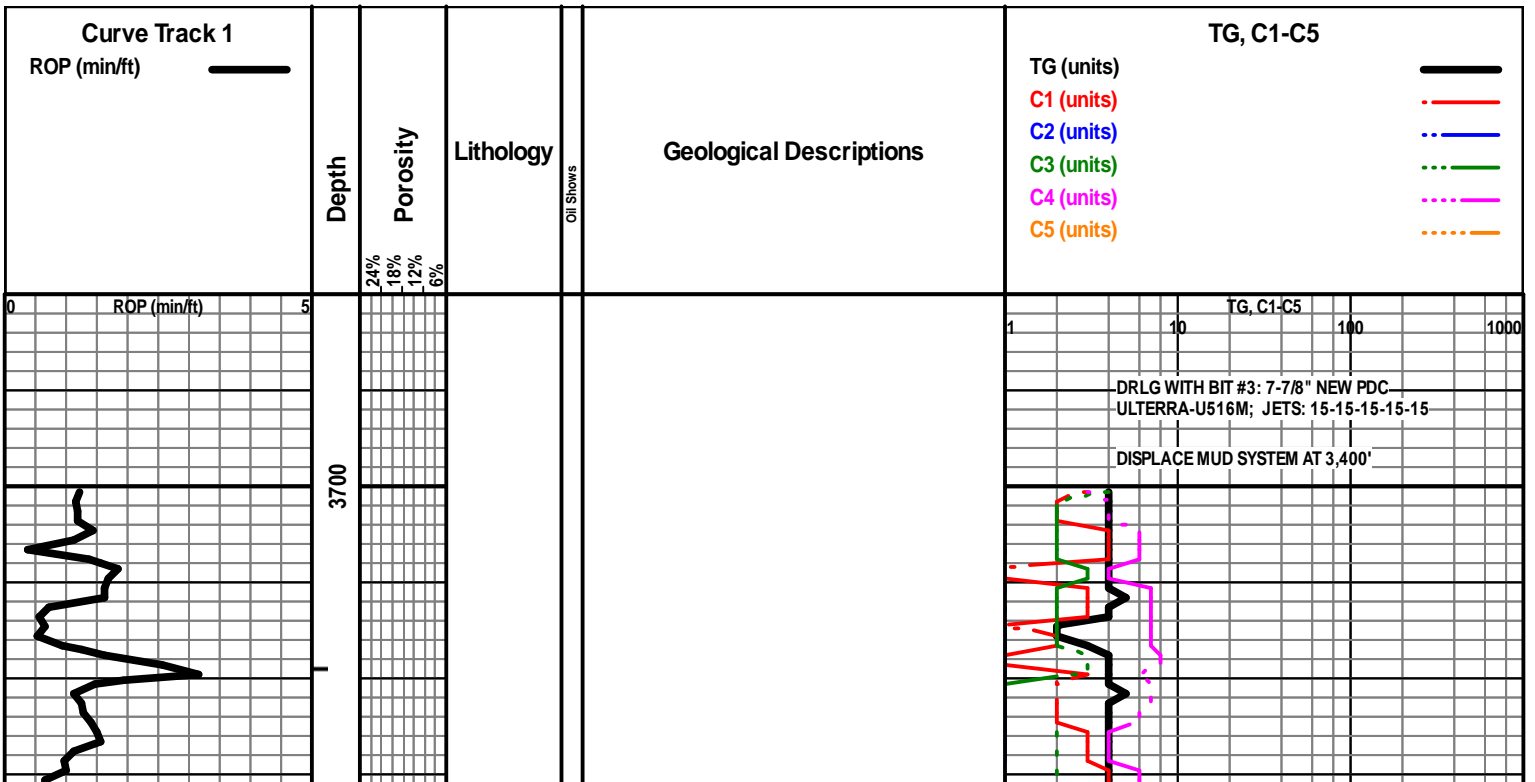 Curve Track 1
ROP (min/ft)
Depth
Porosity
24%
18%
12%
6%
Lithology
Oil Shows
Geological Descriptions
TG, C1-C5
TG (units)
C1 (units)
C2 (units)
C3 (units)
C4 (units)
C5 (units)
0 ROP (min/ft) 5
TG, C1-C5
1 10 100 1000
DRLG WITH BIT #3: 7-7/8" NEW PDC
ULTERRA-U516M; JETS: 15-15-15-15-15
DISPLACE MUD SYSTEM AT 3,400'
3700